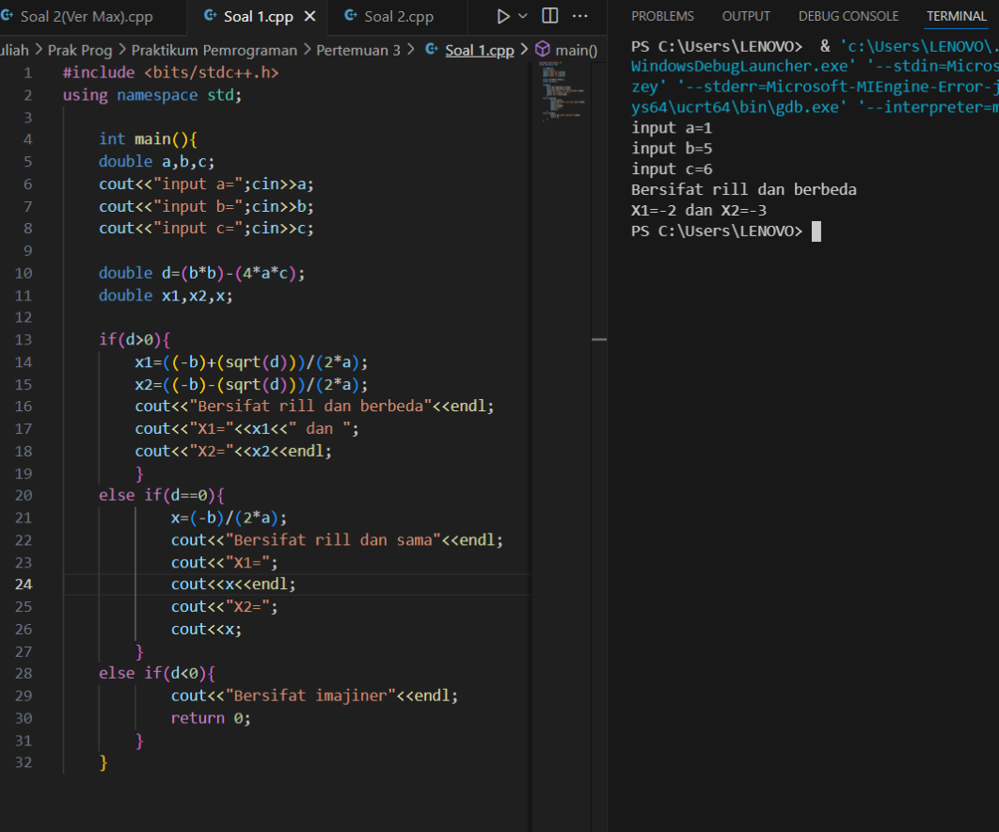 Soal 2(Ver Max).cpp
Soal 1.cpp
Soal 2.cpp
uliah > Prak Prog > Praktikum Pemrograman > Pertemuan 3 > Soal 1.cpp > main()
1 #include <bits/stdc++.h>
2 using namespace std;
3
4 int main(){
5 double a,b,c;
6 cout<<"input a=";cin>>a;
7 cout<<"input b=";cin>>b;
8 cout<<"input c=";cin>>c;
9
10 double d=(b*b)-(4*a*c);
11 double x1,x2,x;
12
13 if(d>0){
14 x1=((-b)+(sqrt(d)))/(2*a);
15 x2=((-b)-(sqrt(d)))/(2*a);
16 cout<<"Bersifat rill dan berbeda"<<endl;
17 cout<<"X1="<<x1<<" dan ";
18 cout<<"X2="<<x2<<endl;
19 }
20 else if(d==0){
21 x=(-b)/(2*a);
22 cout<<"Bersifat rill dan sama"<<endl;
23 cout<<"X1=";
24 cout<<x<<endl;
25 cout<<"X2=";
26 cout<<x;
27 }
28 else if(d<0){
29 cout<<"Bersifat imajiner"<<endl;
30 return 0;
31 }
32 }
PROBLEMS OUTPUT DEBUG CONSOLE TERMINAL
PS C:\Users\LENOVO>  & 'c:\Users\LENOVO\.
WindowsDebugLauncher.exe' '--stdin=Micros
zey' '--stderr=Microsoft-MIEngine-Error-j
ys64\ucrt64\bin\gdb.exe' '--interpreter=m
input a=1
input b=5
input c=6
Bersifat rill dan berbeda
X1=-2 dan X2=-3
PS C:\Users\LENOVO>